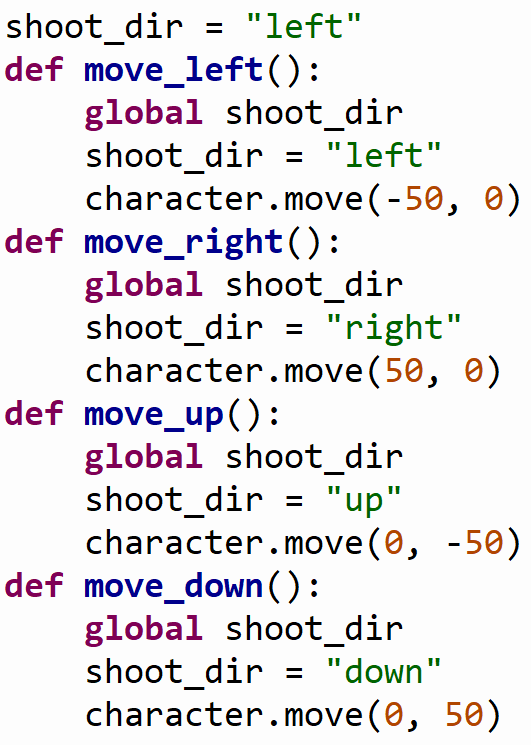 shoot_dir = "left"
def move_left():
    global shoot_dir
    shoot_dir = "left"
    character.move(-50, 0)
def move_right():
    global shoot_dir
    shoot_dir = "right"
    character.move(50, 0)
def move_up():
    global shoot_dir
    shoot_dir = "up"
    character.move(0, -50)
def move_down():
    global shoot_dir
    shoot_dir = "down"
    character.move(0, 50)